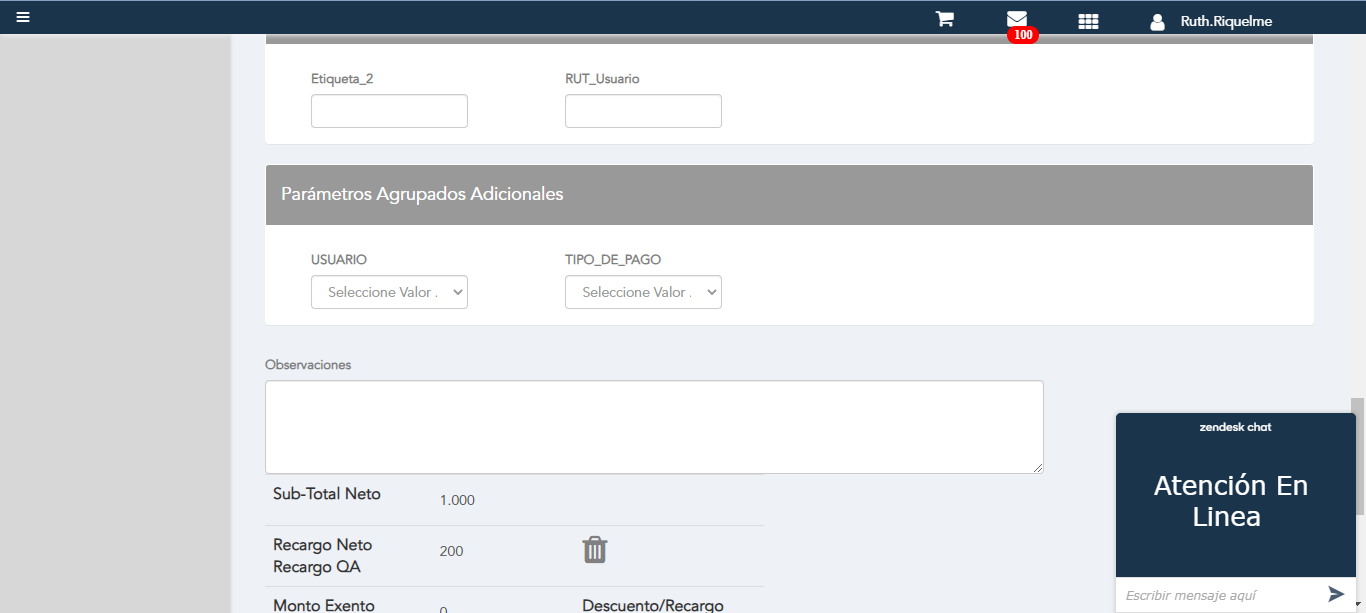 Ruth.Riquelme
100
Etiqueta_2
RUT_Usuario
Parámetros Agrupados Adicionales
USUARIO
TIPO_DE_PAGO
Seleccione Valor .
Seleccione Valor .
Observaciones
zendesk chat
Atención En
Linea
Sub-Total Neto
1.000
Recargo Neto
Recargo QA
200
Escribir mensaje aquí
Monto Exento
0
Descuento/Recargo